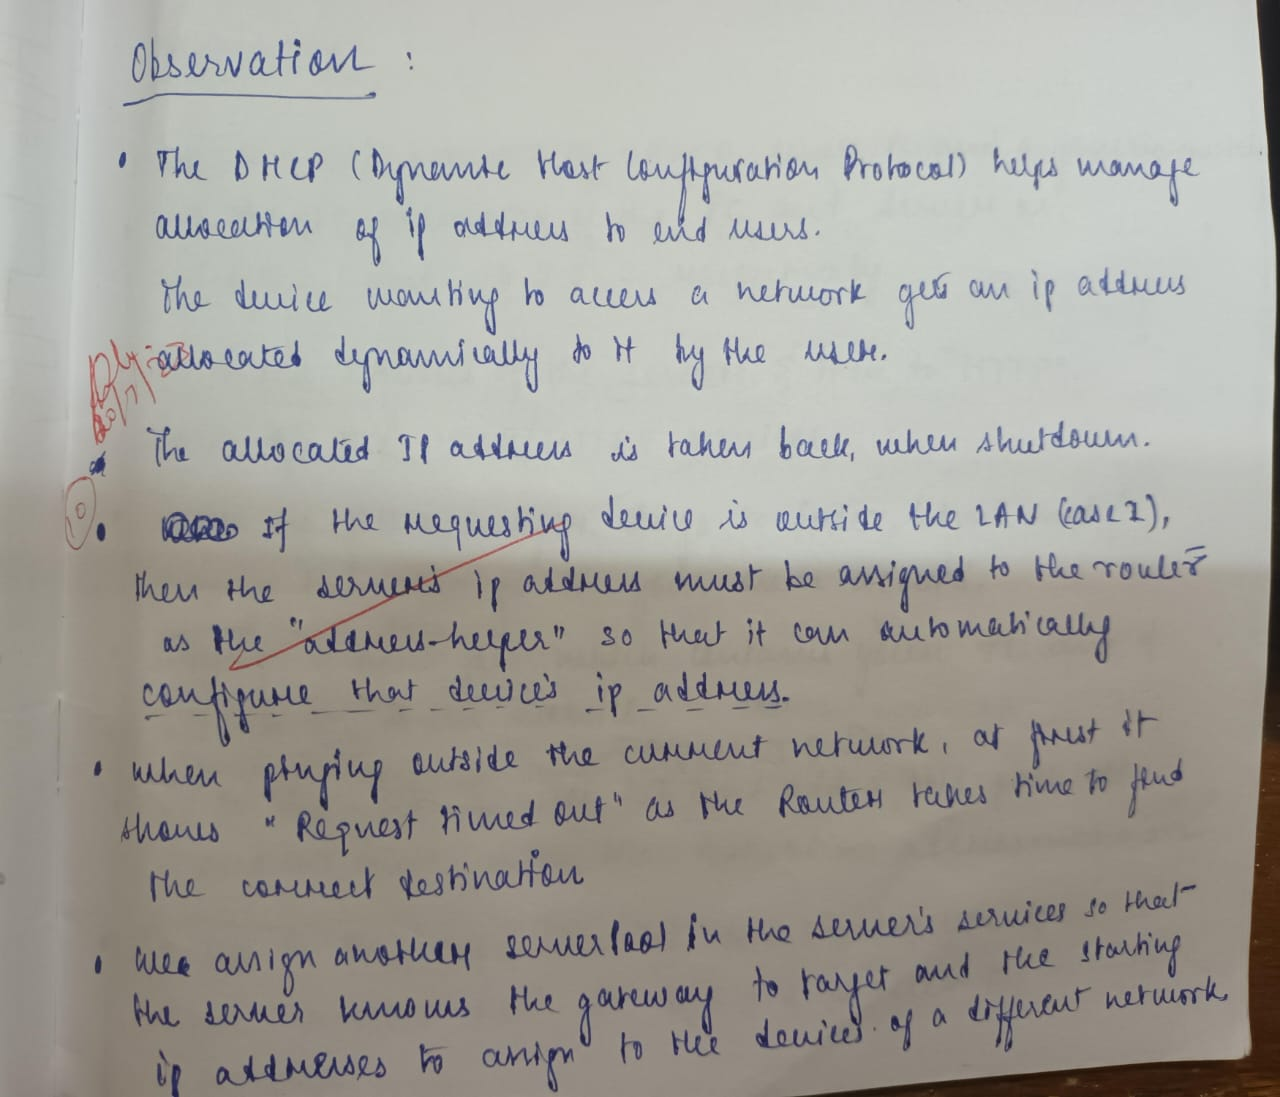 Observation :
• The DHCP (Dynamic Host Configuration Protocol) helps manage
allocation of ip address to end users.
The device wanting to access a network gets an ip address
allocated dynamically to it by the user.
The allocated IP address is taken back, when shutdown.
10
• If the requesting device is outside the LAN (case 2),
then the server's ip address must be assigned to the router
as the "address-helper" so that it can automatically
configure that device's ip address.
• when pinging outside the current network, at first it
shows "Request timed out" as the Router takes time to find
the correct destination
• We assign another serverPool in the server's services so that
the server knows the gateway to target and the starting
ip addresses to assign to the devices of a different network